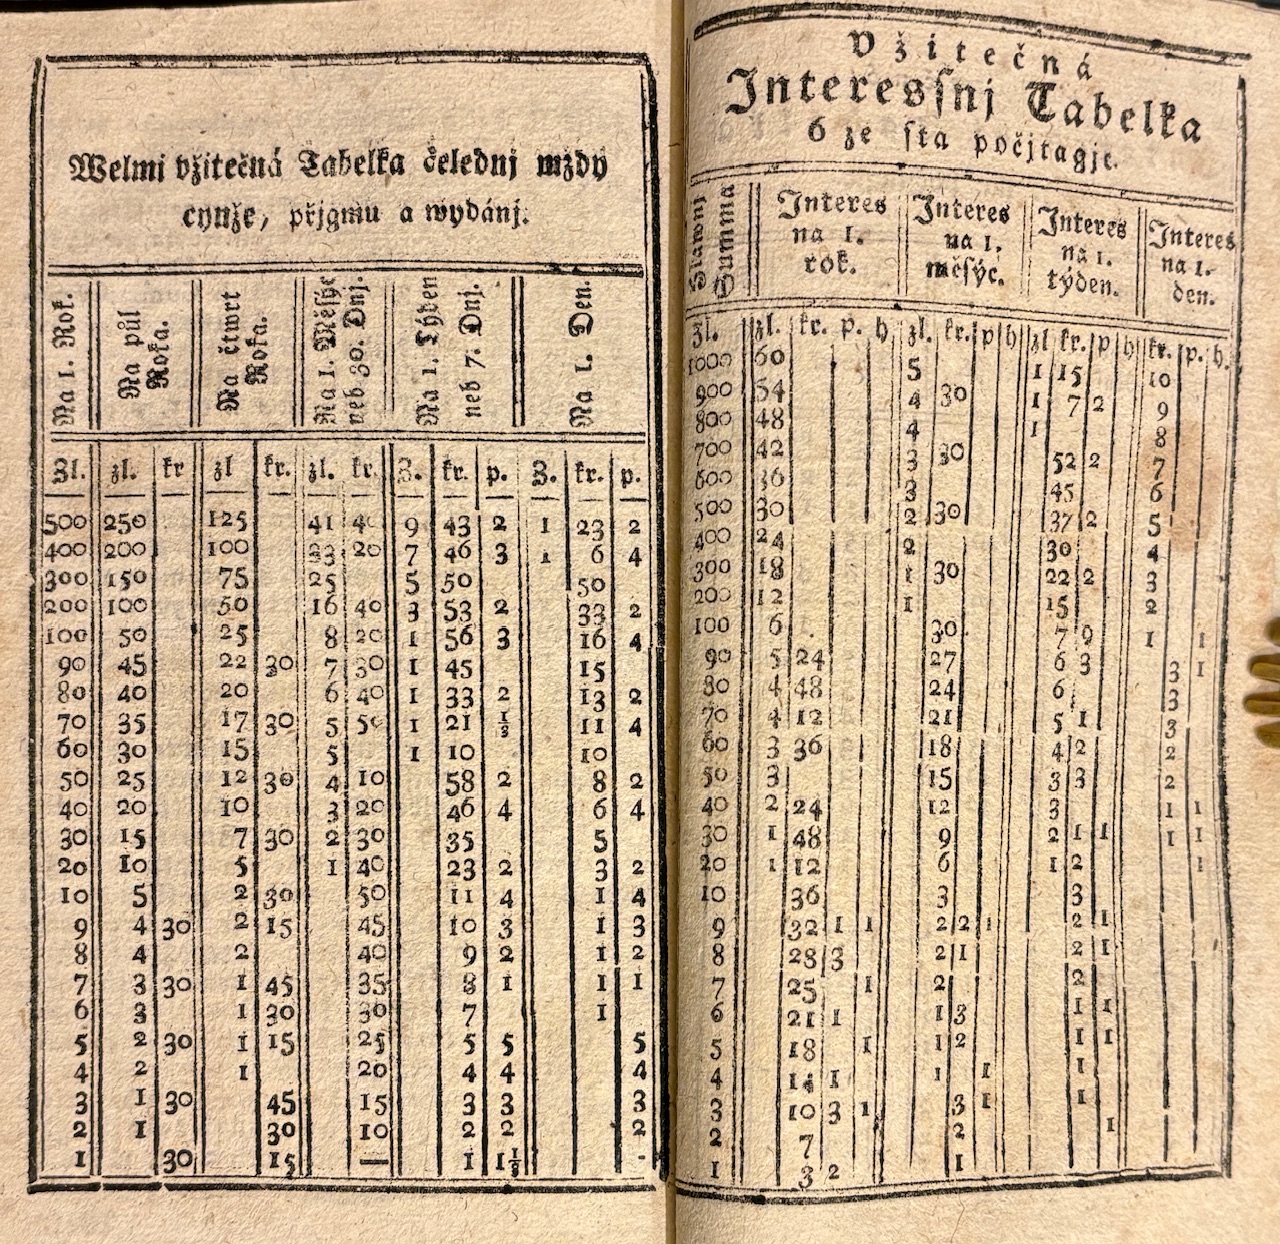 Welmi vžitečná Tabelka čelednj mzdy
cynže, přjgmu a wydánj.
Na 1. Rok. | Na půl Roka. | Na čtwrt Roka. | Na 1. Měsýc neb 30. Dnj. | Na 1. Týden neb 7. Dnj. | Na 1. Den.
Zl. | zl. | kr | zl | kr. | zl. | kr. | Z. | kr. | p. | Z. | kr. | p.
500 | 250 | | 125 | | 41 | 40 | 9 | 43 | 2 | 1 | 23 | 2
400 | 200 | | 100 | | 33 | 20 | 7 | 46 | 3 | 1 | 6 | 4
300 | 150 | | 75 | | 25 | | 5 | 50 | | | 50 |
200 | 100 | | 50 | | 16 | 40 | 3 | 53 | 2 | | 33 | 2
100 | 50 | | 25 | | 8 | 20 | 1 | 56 | 3 | | 16 | 4
90 | 45 | | 22 | 30 | 7 | 30 | 1 | 45 | | | 15 |
80 | 40 | | 20 | | 6 | 40 | 1 | 33 | 2 | | 13 | 2
70 | 35 | | 17 | 30 | 5 | 50 | 1 | 21 | | | 11 | 4
60 | 30 | | 15 | | 5 | | 1 | 10 | | | 10 |
50 | 25 | | 12 | 30 | 4 | 10 | | 58 | 2 | | 8 | 2
40 | 20 | | 10 | | 3 | 20 | | 46 | 4 | | 6 | 4
30 | 15 | | 7 | 30 | 2 | 30 | | 35 | | | 5 |
20 | 10 | | 5 | | 1 | 40 | | 23 | 2 | | 3 | 2
10 | 5 | | 2 | 30 | | 50 | | 11 | 4 | | 1 | 4
9 | 4 | 30 | 2 | 15 | | 45 | | 10 | 3 | | 1 | 3
8 | 4 | | 2 | | | 40 | | 9 | 2 | | 1 | 2
7 | 3 | 30 | 1 | 45 | | 35 | | 8 | 1 | | 1 | 1
6 | 3 | | 1 | 30 | | 30 | | 7 | | | 1 |
5 | 2 | 30 | 1 | 15 | | 25 | | 5 | 5 | | | 5
4 | 2 | | 1 | | | 20 | | 4 | 4 | | | 4
3 | 1 | 30 | | 45 | | 15 | | 3 | 3 | | | 3
2 | 1 | | | 30 | | 10 | | 2 | 2 | | | 2
1 | | 30 | | 15 | | — | | 1 | 1½ | | | -
Vžitečná
Interesſnj Tabelka
6 ze ſta počjtagjc.
Hlawnj Summa | Interes na 1. rok. | Interes na 1. měſýc. | Interes na 1. týden. | Interes na 1. den.
Zl. | zl. | kr. | p. | h | zl. | kr. | p | h | zl | kr. | p | h | kr. | p. | h.
1000 | 60 | | | | 5 | | | | 1 | 15 | | | 10 | |
900 | 54 | | | | 4 | 30 | | | 1 | 7 | 2 | | 9 | |
800 | 48 | | | | 4 | | | | 1 | | | | 8 | |
700 | 42 | | | | 3 | 30 | | | | 52 | 2 | | 7 | |
600 | 36 | | | | 3 | | | | | 45 | | | 6 | |
500 | 30 | | | | 2 | 30 | | | | 37 | 2 | | 5 | |
400 | 24 | | | | 2 | | | | | 30 | | | 4 | |
300 | 18 | | | | 1 | 30 | | | | 22 | 2 | | 3 | |
200 | 12 | | | | 1 | | | | | 15 | | | 2 | |
100 | 6 | | | | | 30 | | | | 7 | 9 | | 1 | | 1
90 | 5 | 24 | | | | 27 | | | | 6 | 3 | | | 3 | 1
80 | 4 | 48 | | | | 24 | | | | 6 | | | | 3 |
70 | 4 | 12 | | | | 21 | | | | 5 | 1 | | | 3 |
60 | 3 | 36 | | | | 18 | | | | 4 | 2 | | | 2 |
50 | 3 | | | | | 15 | | | | 3 | 3 | | | 2 |
40 | 2 | 24 | | | | 12 | | | | 3 | | | | 1 | 1
30 | 1 | 48 | | | | 9 | | | | 2 | 1 | 1 | | 1 | 1
20 | 1 | 12 | | | | 6 | | | | 1 | 2 | | | | 1
10 | | 36 | | | | 3 | | | | | 3 | | | |
9 | | 32 | 1 | 1 | | 2 | 2 | 1 | | | 2 | 1 | | |
8 | | 28 | 3 | | | 2 | 1 | | | | 2 | 1 | | |
7 | | 25 | | 1 | | 2 | | | | | 2 | | | |
6 | | 21 | 1 | | | 1 | 3 | | | | 1 | 1 | | |
5 | | 18 | | 1 | | 1 | 2 | | | | 1 | 1 | | |
4 | | 14 | 1 | | | 1 | | 1 | | | 1 | | | |
3 | | 10 | 3 | 1 | | | 3 | 1 | | | 1 | | | |
2 | | 7 | | | | | 2 | | | | | 1 | | |
1 | | 3 | 2 | | | | 1 | | | | | | | |